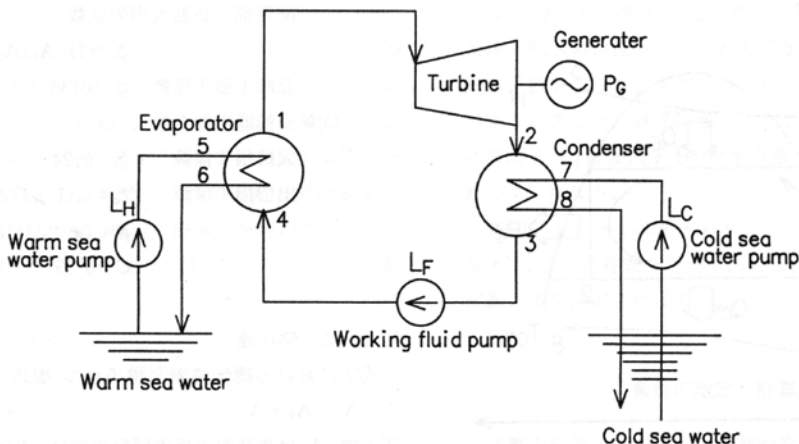 Generater
Turbine
P_G
1
Evaporator
2
Condenser
5
7
6
8
L_H
4
3
L_C
Warm sea
water pump
Cold sea
water pump
L_F
Working fluid pump
Warm sea water
Cold sea water